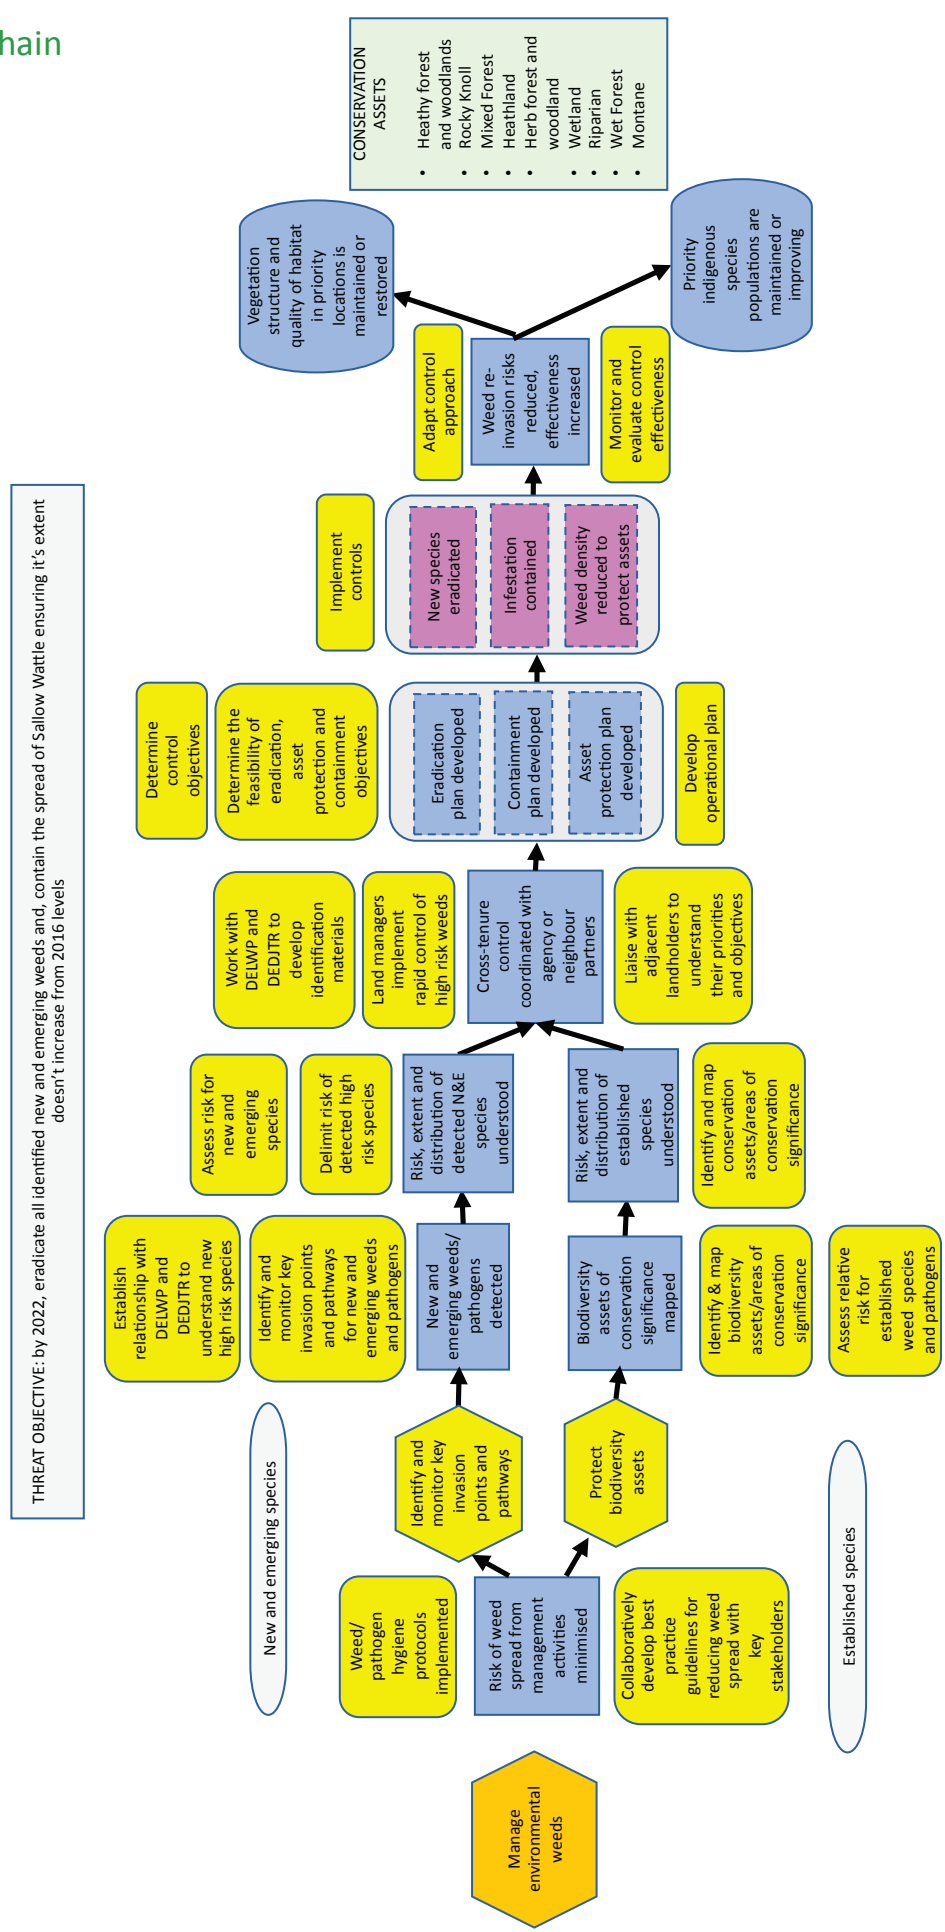 hain
THREAT OBJECTIVE: by 2022, eradicate all identified new and emerging weeds and, contain the spread of Sallow Wattle ensuring it's extent
doesn't increase from 2016 levels
New and emerging species
Established species
Manage
environmental
weeds
Weed/
pathogen
hygiene
protocols
implemented
Risk of weed
spread from
management
activities
minimised
Collaboratively
develop best
practice
guidelines for
reducing weed
spread with
key
stakeholders
Identify and
monitor key
invasion
points and
pathways
Protect
biodiversity
assets
Establish
relationship with
DELWP and
DEDJTR to
understand new
high risk species
Identify and
monitor key
invasion points
and pathways
for new and
emerging weeds
and pathogens
New and
emerging weeds/
pathogens
detected
Biodiversity
assets of
conservation
significance
mapped
Identify & map
biodiversity
assets/areas of
conservation
significance
Assess relative
risk for
established
weed species
and pathogens
Assess risk for
new and
emerging
species
Delimit risk of
detected high
risk species
Risk, extent and
distribution of
detected N&E
species
understood
Risk, extent and
distribution of
established
species
understood
Identify and map
conservation
assets/areas of
conservation
significance
Work with
DELWP and
DEDJTR to
develop
identification
materials
Land managers
implement
rapid control of
high risk weeds
Cross-tenure
control
coordinated with
agency or
neighbour
partners
Liaise with
adjacent
landholders to
understand
their priorities
and objectives
Determine
control
objectives
Determine the
feasibility of
eradication,
asset
protection and
containment
objectives
Eradication
plan developed
Containment
plan developed
Asset
protection plan
developed
Develop
operational plan
Implement
controls
New species
eradicated
Infestation
contained
Weed density
reduced to
protect assets
Adapt control
approach
Weed re-
invasion risks
reduced,
effectiveness
increased
Monitor and
evaluate control
effectiveness
Vegetation
structure and
quality of habitat
in priority
locations is
maintained or
restored
Priority
indigenous
species
populations are
maintained or
improving
CONSERVATION
ASSETS
• Heathy forest
and woodlands
• Rocky Knoll
• Mixed Forest
• Heathland
• Herb forest and
woodland
• Wetland
• Riparian
• Wet Forest
• Montane